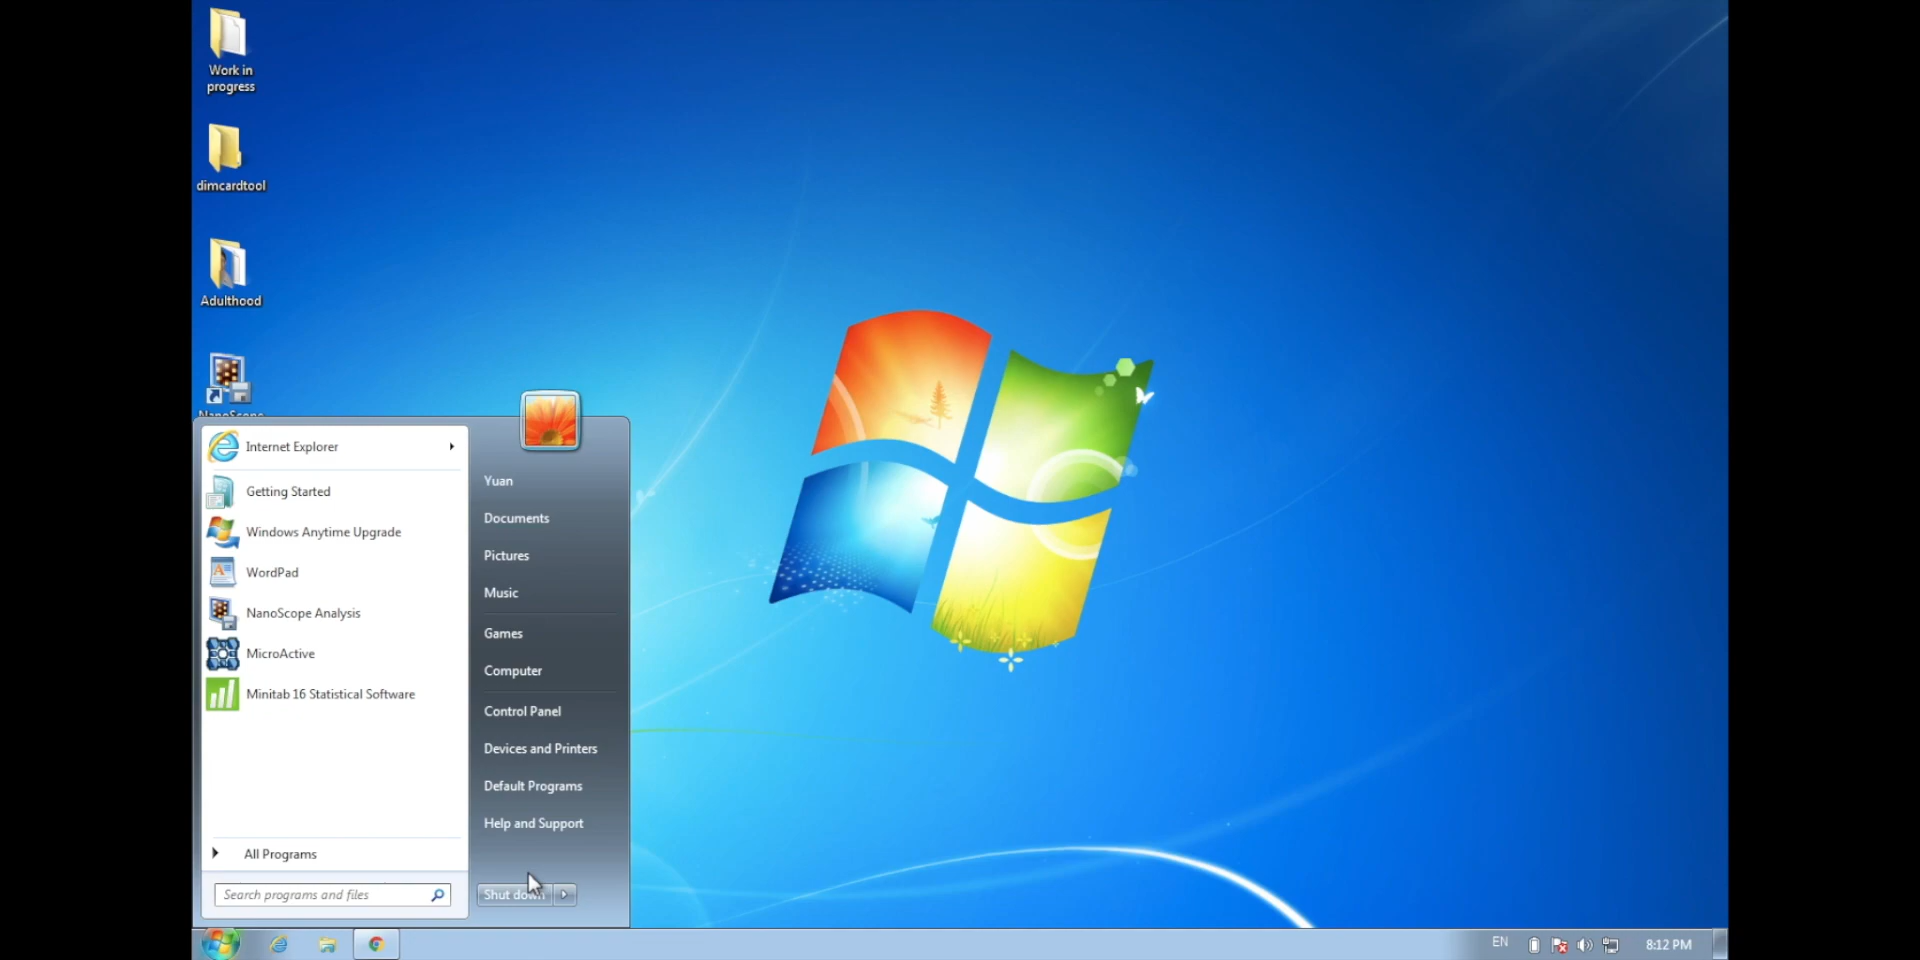 Work in
progress
dimcardtool
Adulthood
Internet Explorer
Getting Started
Windows Anytime Upgrade
WordPad
NanoScope Analysis
MicroActive
Minitab 16 Statistical Software
All Programs
Search programs and files
Yuan
Documents
Pictures
Music
Games
Computer
Control Panel
Devices and Printers
Default Programs
Help and Support
Shut down
EN
8:12 PM